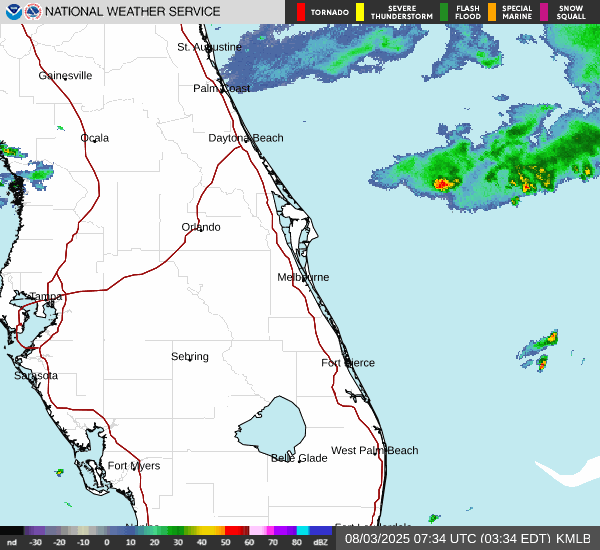 NATIONAL WEATHER SERVICE
TORNADO
SEVERE
THUNDERSTORM
FLASH
FLOOD
SPECIAL
MARINE
SNOW
SQUALL
St. Augustine
Gainesville
Palm Coast
Ocala
Daytona Beach
Orlando
Melbourne
Tampa
Sebring
Fort Pierce
Sarasota
West Palm Beach
Belle Glade
Fort Myers
nd -30 -20 -10 0 10 20 30 40 50 60 70 80 dBZ
08/03/2025 07:34 UTC (03:34 EDT) KMLB